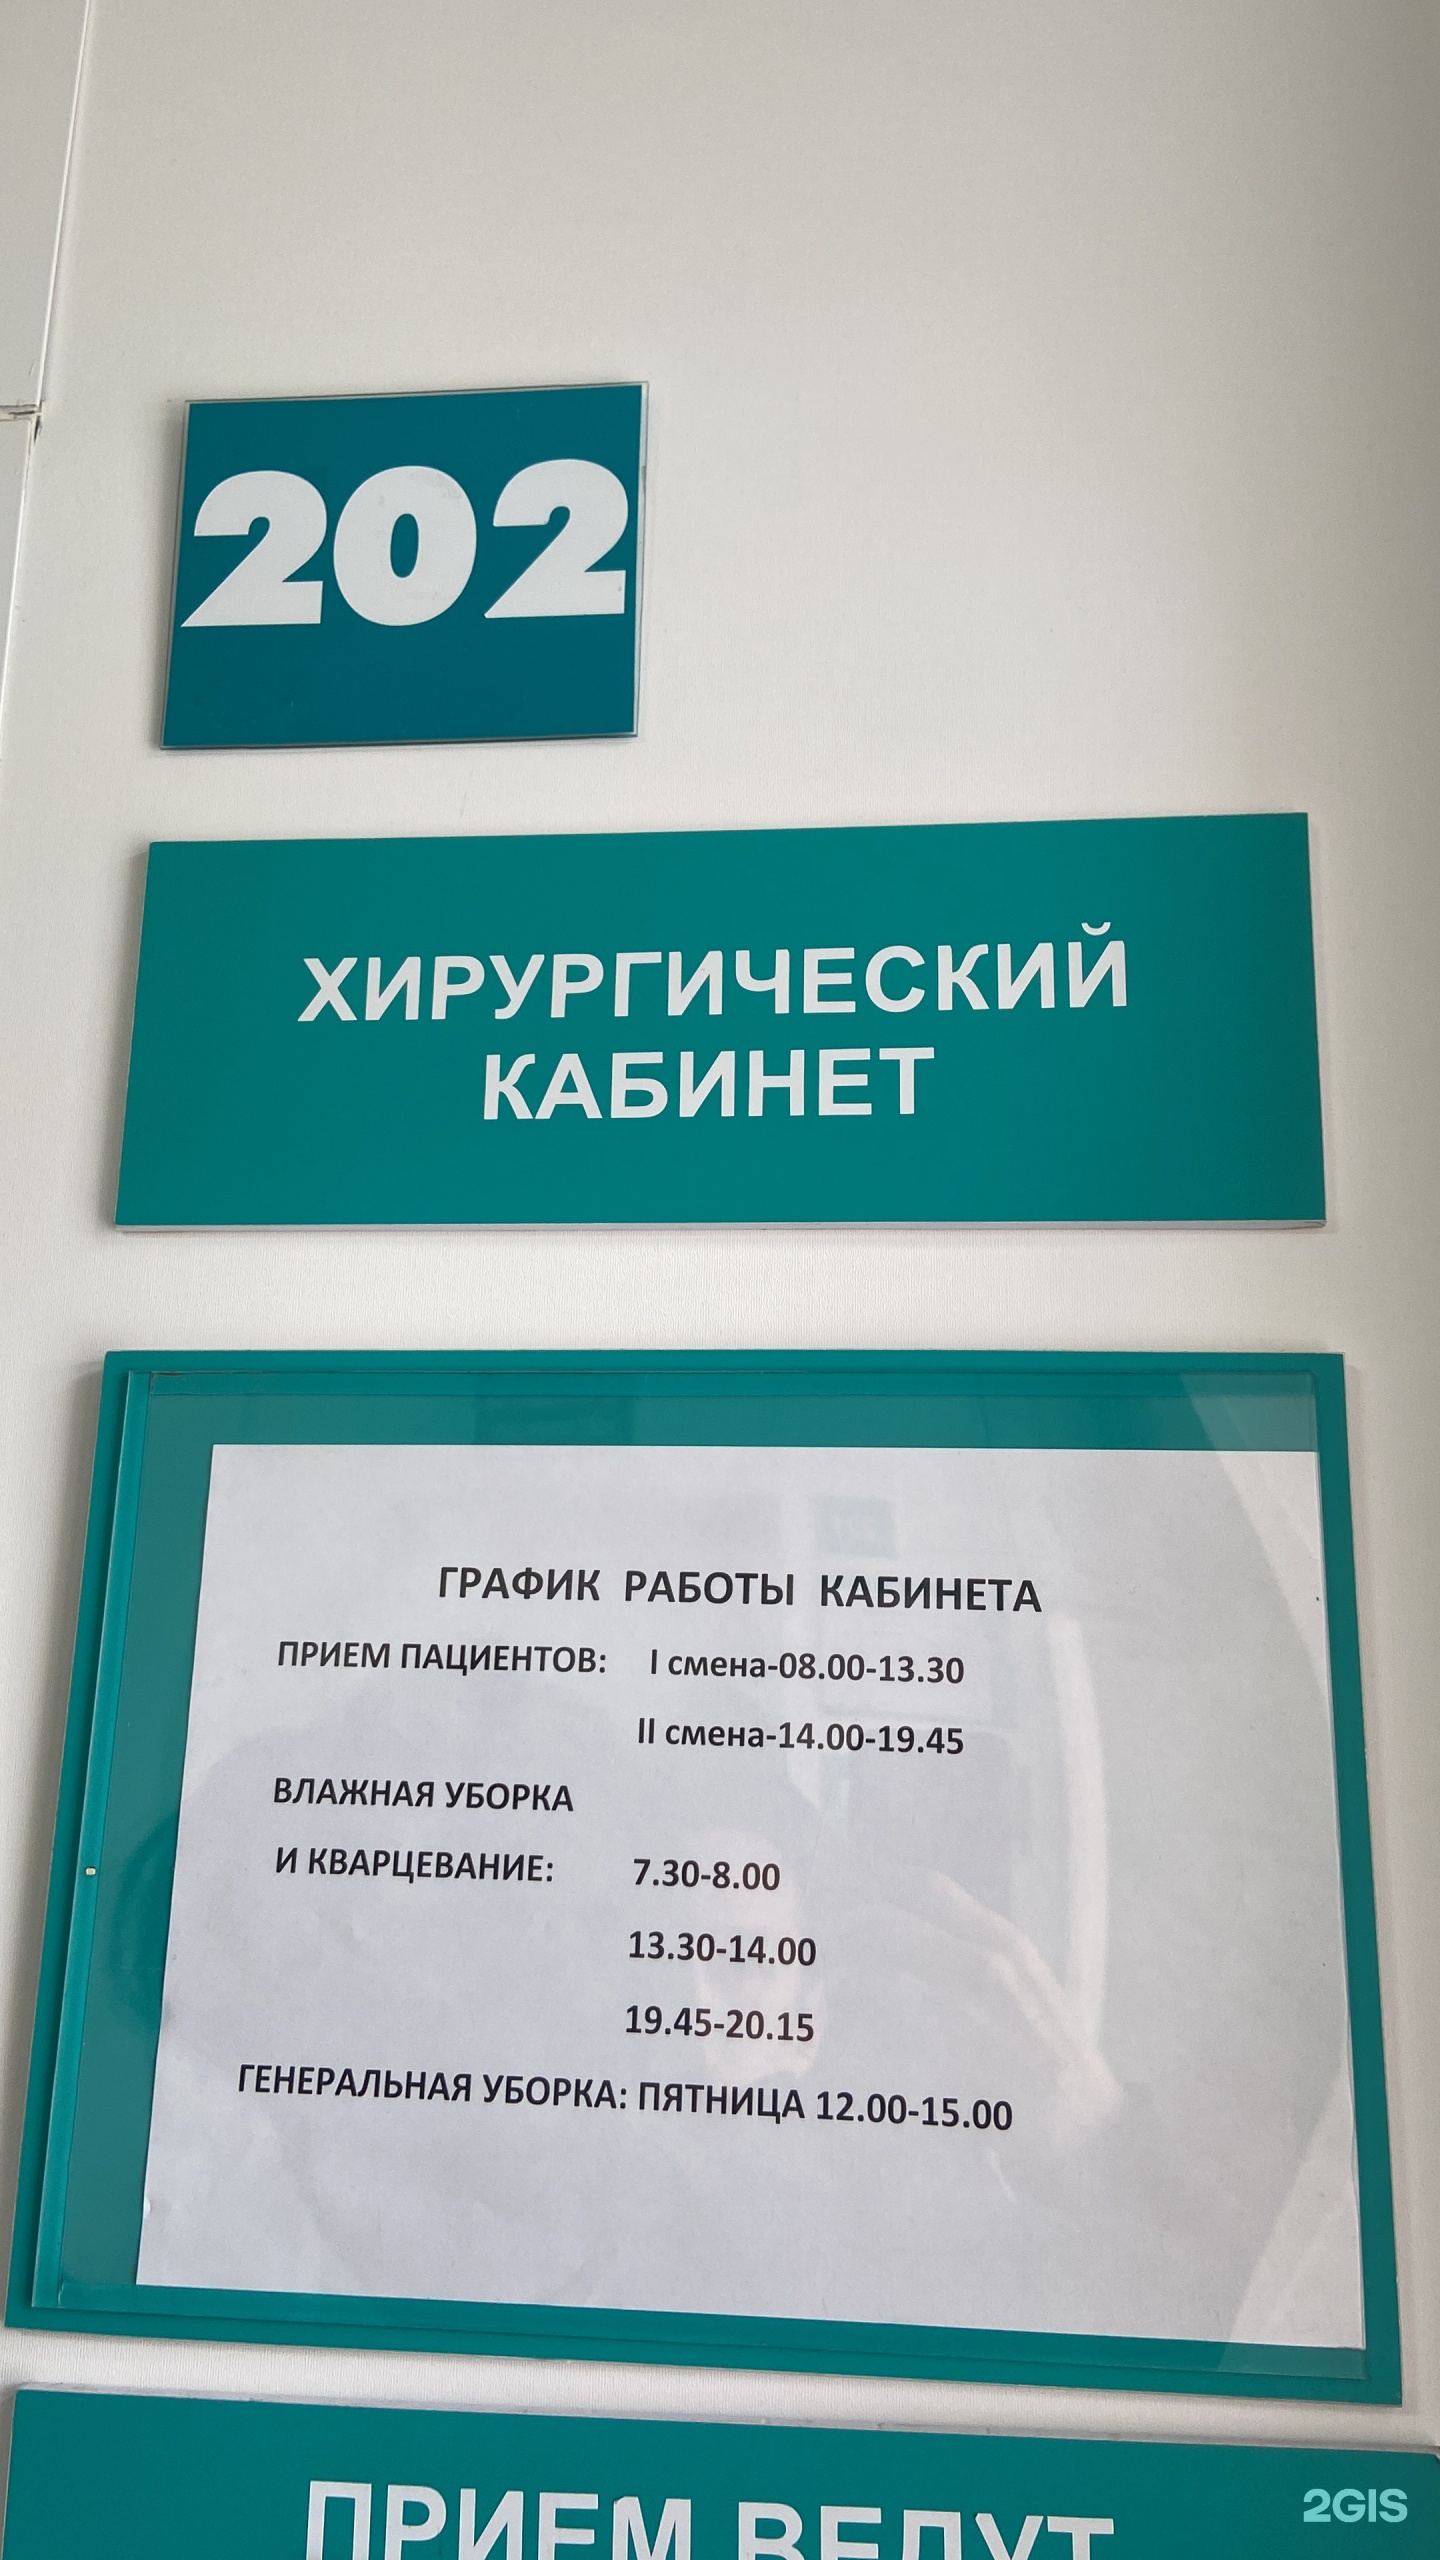 202
ХИРУРГИЧЕСКИЙ
КАБИНЕТ
ГРАФИК РАБОТЫ КАБИНЕТА
ПРИЕМ ПАЦИЕНТОВ: I смена-08.00-13.30
II смена-14.00-19.45
ВЛАЖНАЯ УБОРКА
И КВАРЦЕВАНИЕ: 7.30-8.00
13.30-14.00
19.45-20.15
ГЕНЕРАЛЬНАЯ УБОРКА: ПЯТНИЦА 12.00-15.00
ПРИЕМ ВЕДУТ
2GIS